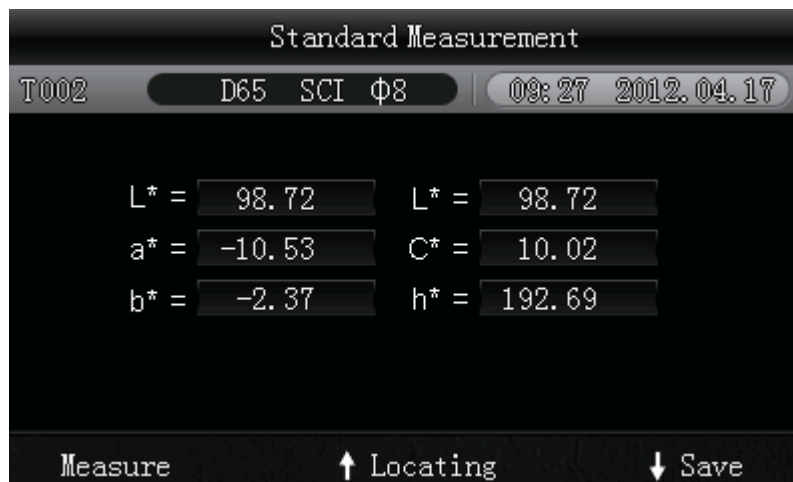 Standard Measurement
T002 D65 SCI Φ8 09:27 2012.04.17
L* = 98.72 L* = 98.72
a* = -10.53 C* = 10.02
b* = -2.37 h* = 192.69
Measure ↑ Locating ↓ Save